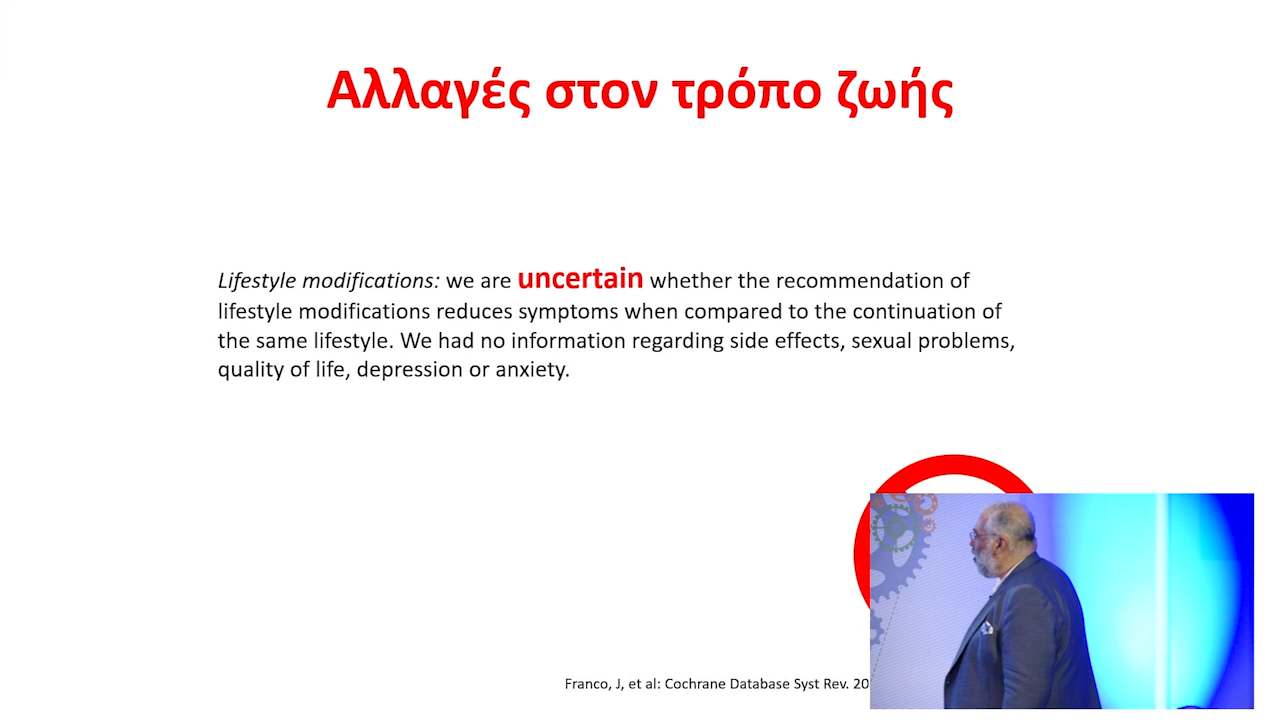 Αλλαγές στον τρόπο ζωής
Lifestyle modifications: we are uncertain whether the recommendation of
lifestyle modifications reduces symptoms when compared to the continuation of
the same lifestyle. We had no information regarding side effects, sexual problems,
quality of life, depression or anxiety.
Franco, J, et al: Cochrane Database Syst Rev. 20